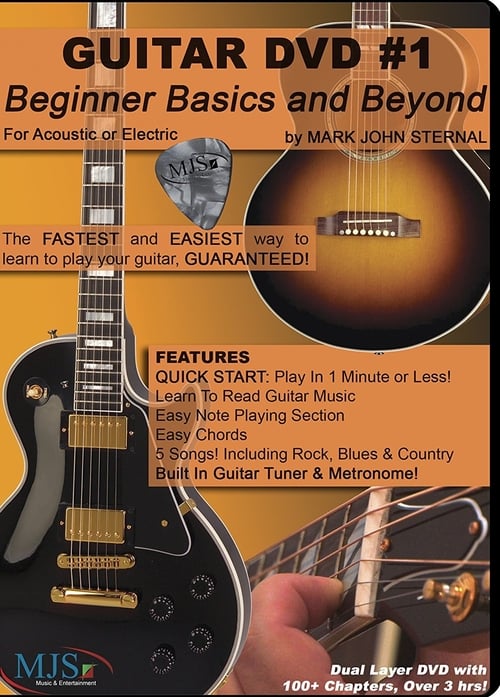 GUITAR DVD #1
Beginner Basics and Beyond
For Acoustic or Electric
by MARK JOHN STERNAL
MJS
The FASTEST and EASIEST way to
learn to play your guitar, GUARANTEED!
FEATURES
QUICK START: Play In 1 Minute or Less!
Learn To Read Guitar Music
Easy Note Playing Section
Easy Chords
5 Songs! Including Rock, Blues & Country
Built In Guitar Tuner & Metronome!
MJS
Music & Entertainment
Dual Layer DVD with
100+ Chapters, Over 3 hrs!